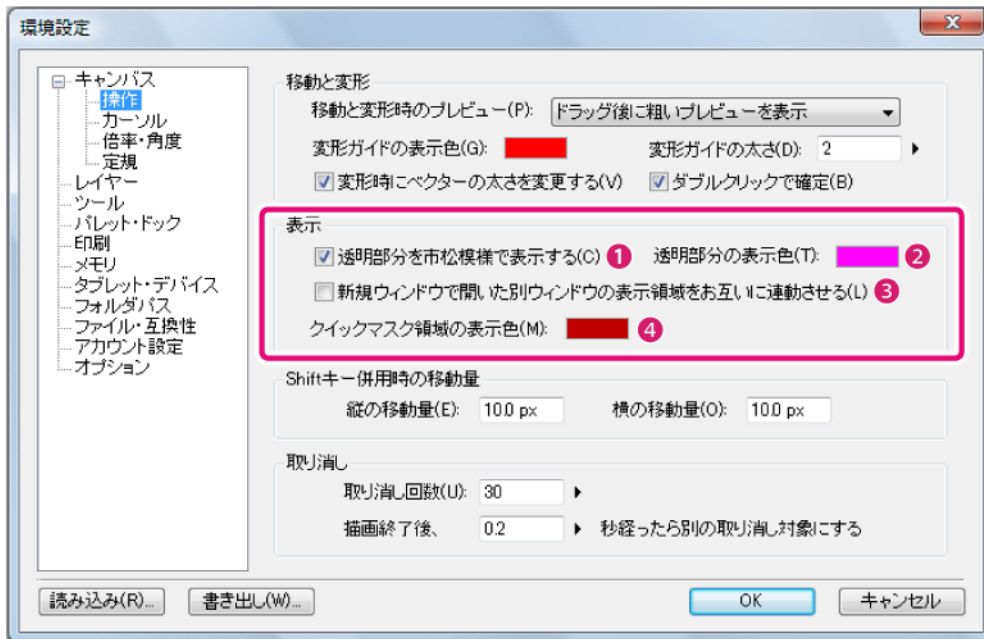 環境設定
キャンバス
操作
カーソル
倍率・角度
定規
レイヤー
ツール
パレット・ドック
印刷
メモリ
タブレット・デバイス
フォルダパス
ファイル・互換性
アカウント設定
オプション
移動と変形
移動と変形時のプレビュー(P): ドラッグ後に粗いプレビューを表示
変形ガイドの表示色(G): 変形ガイドの太さ(D): 2
変形時にベクターの太さを変更する(V) ダブルクリックで確定(B)
表示
透明部分を市松模様で表示する(C) ❶ 透明部分の表示色(T): ❷
新規ウィンドウで開いた別ウィンドウの表示領域をお互いに連動させる(L) ❸
クイックマスク領域の表示色(M): ❹
Shiftキー併用時の移動量
縦の移動量(E): 10.0 px 横の移動量(O): 10.0 px
取り消し
取り消し回数(U): 30
描画終了後、 0.2 秒経ったら別の取り消し対象にする
読み込み(R)... 書き出し(W)... OK キャンセル